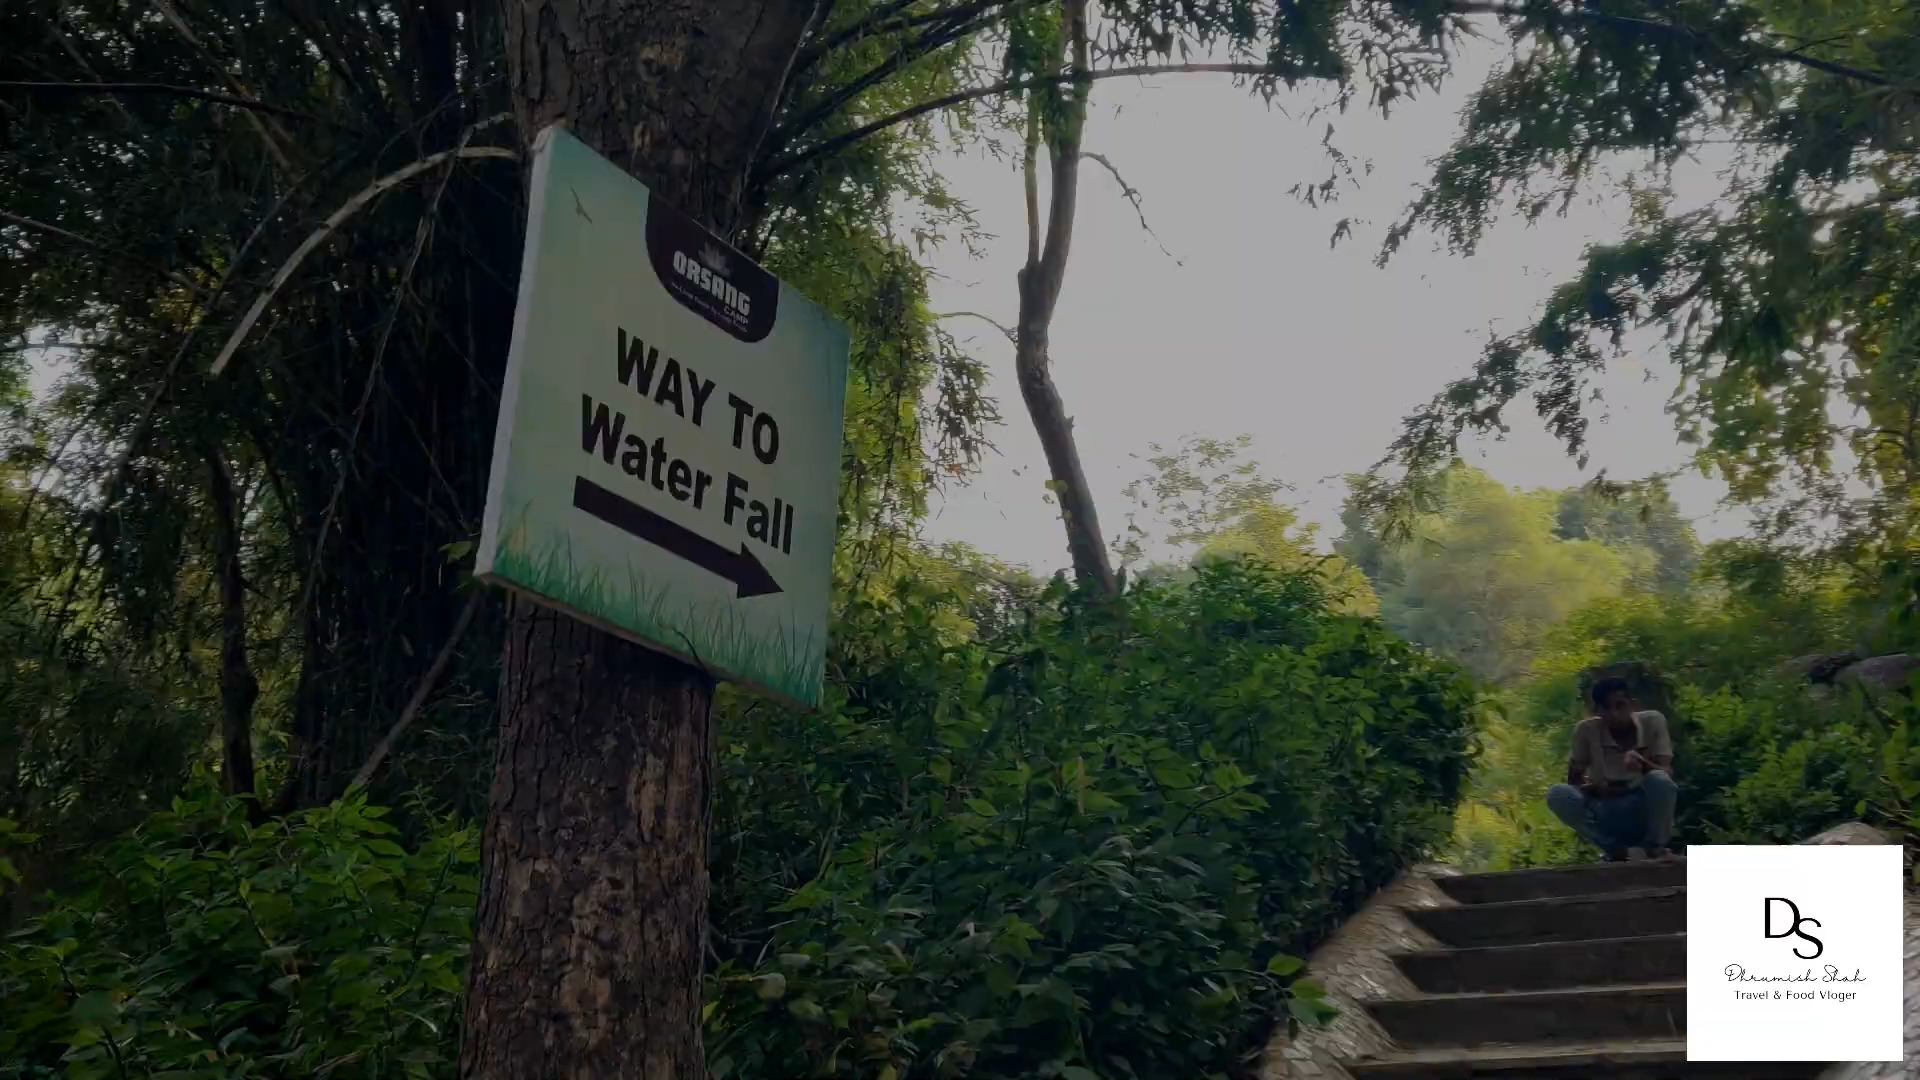 ORSANG
CAMP
WAY TO
Water Fall
DS
Dhrumish Shah
Travel & Food Vloger